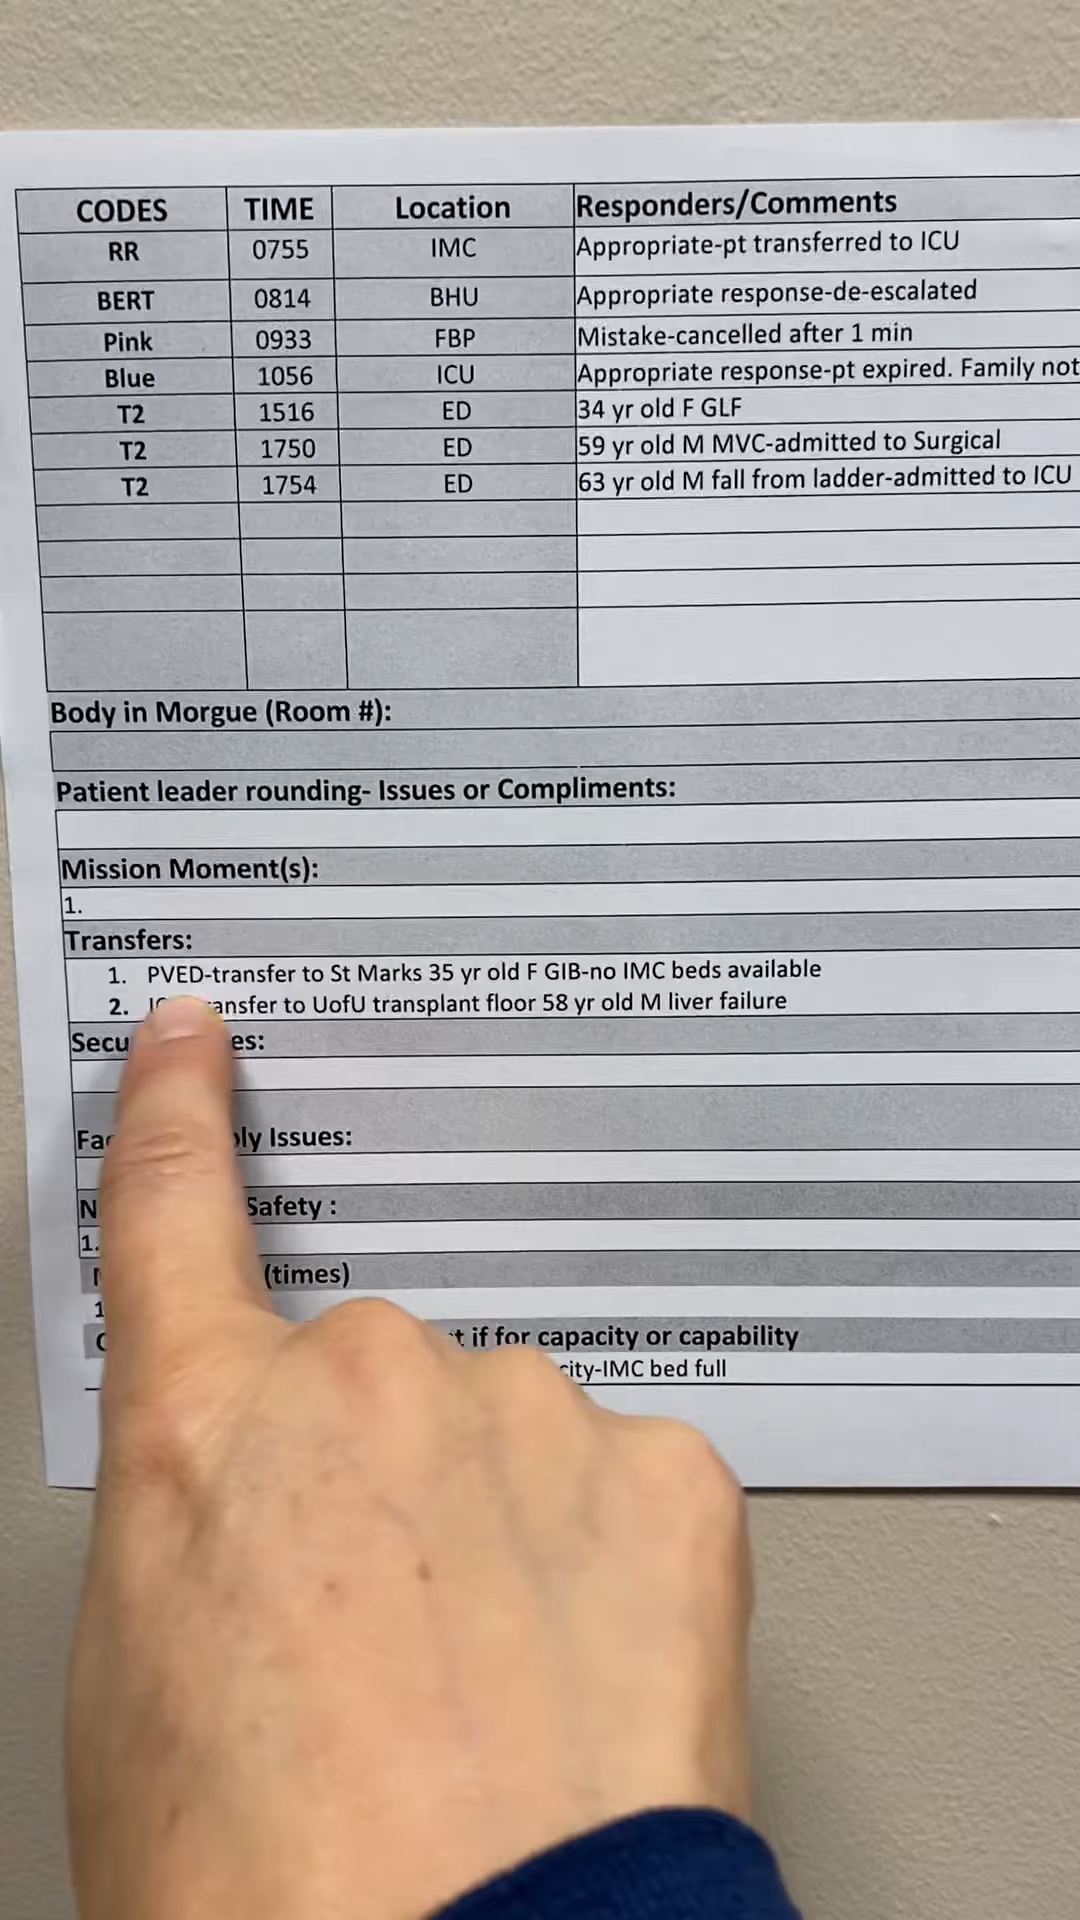 CODES TIME Location Responders/Comments
RR 0755 IMC Appropriate-pt transferred to ICU
BERT 0814 BHU Appropriate response-de-escalated
Pink 0933 FBP Mistake-cancelled after 1 min
Blue 1056 ICU Appropriate response-pt expired. Family not
T2 1516 ED 34 yr old F GLF
T2 1750 ED 59 yr old M MVC-admitted to Surgical
T2 1754 ED 63 yr old M fall from ladder-admitted to ICU
Body in Morgue (Room #):
Patient leader rounding- Issues or Compliments:
Mission Moment(s):
1.
Transfers:
1. PVED-transfer to St Marks 35 yr old F GIB-no IMC beds available
2. to UofU transplant floor 58 yr old M liver failure
Issues:
Safety :
1.
(times)
1
if for capacity or capability
IMC bed full